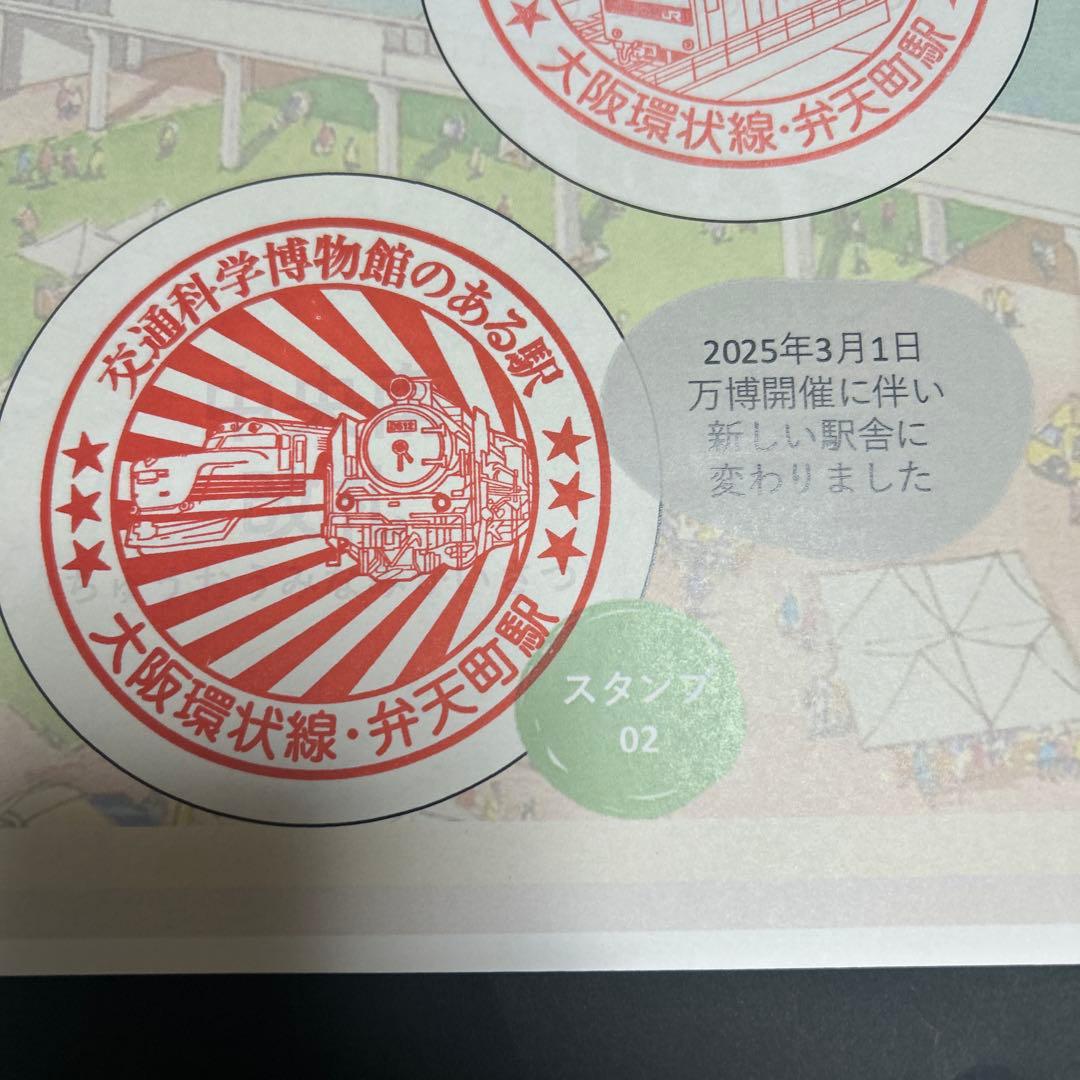 JR
大阪環状線・弁天町駅
交通科学博物館のある駅
大阪環状線・弁天町駅
2025年3月1日
万博開催に伴い
新しい駅舎に
変わりました
スタンプ
02